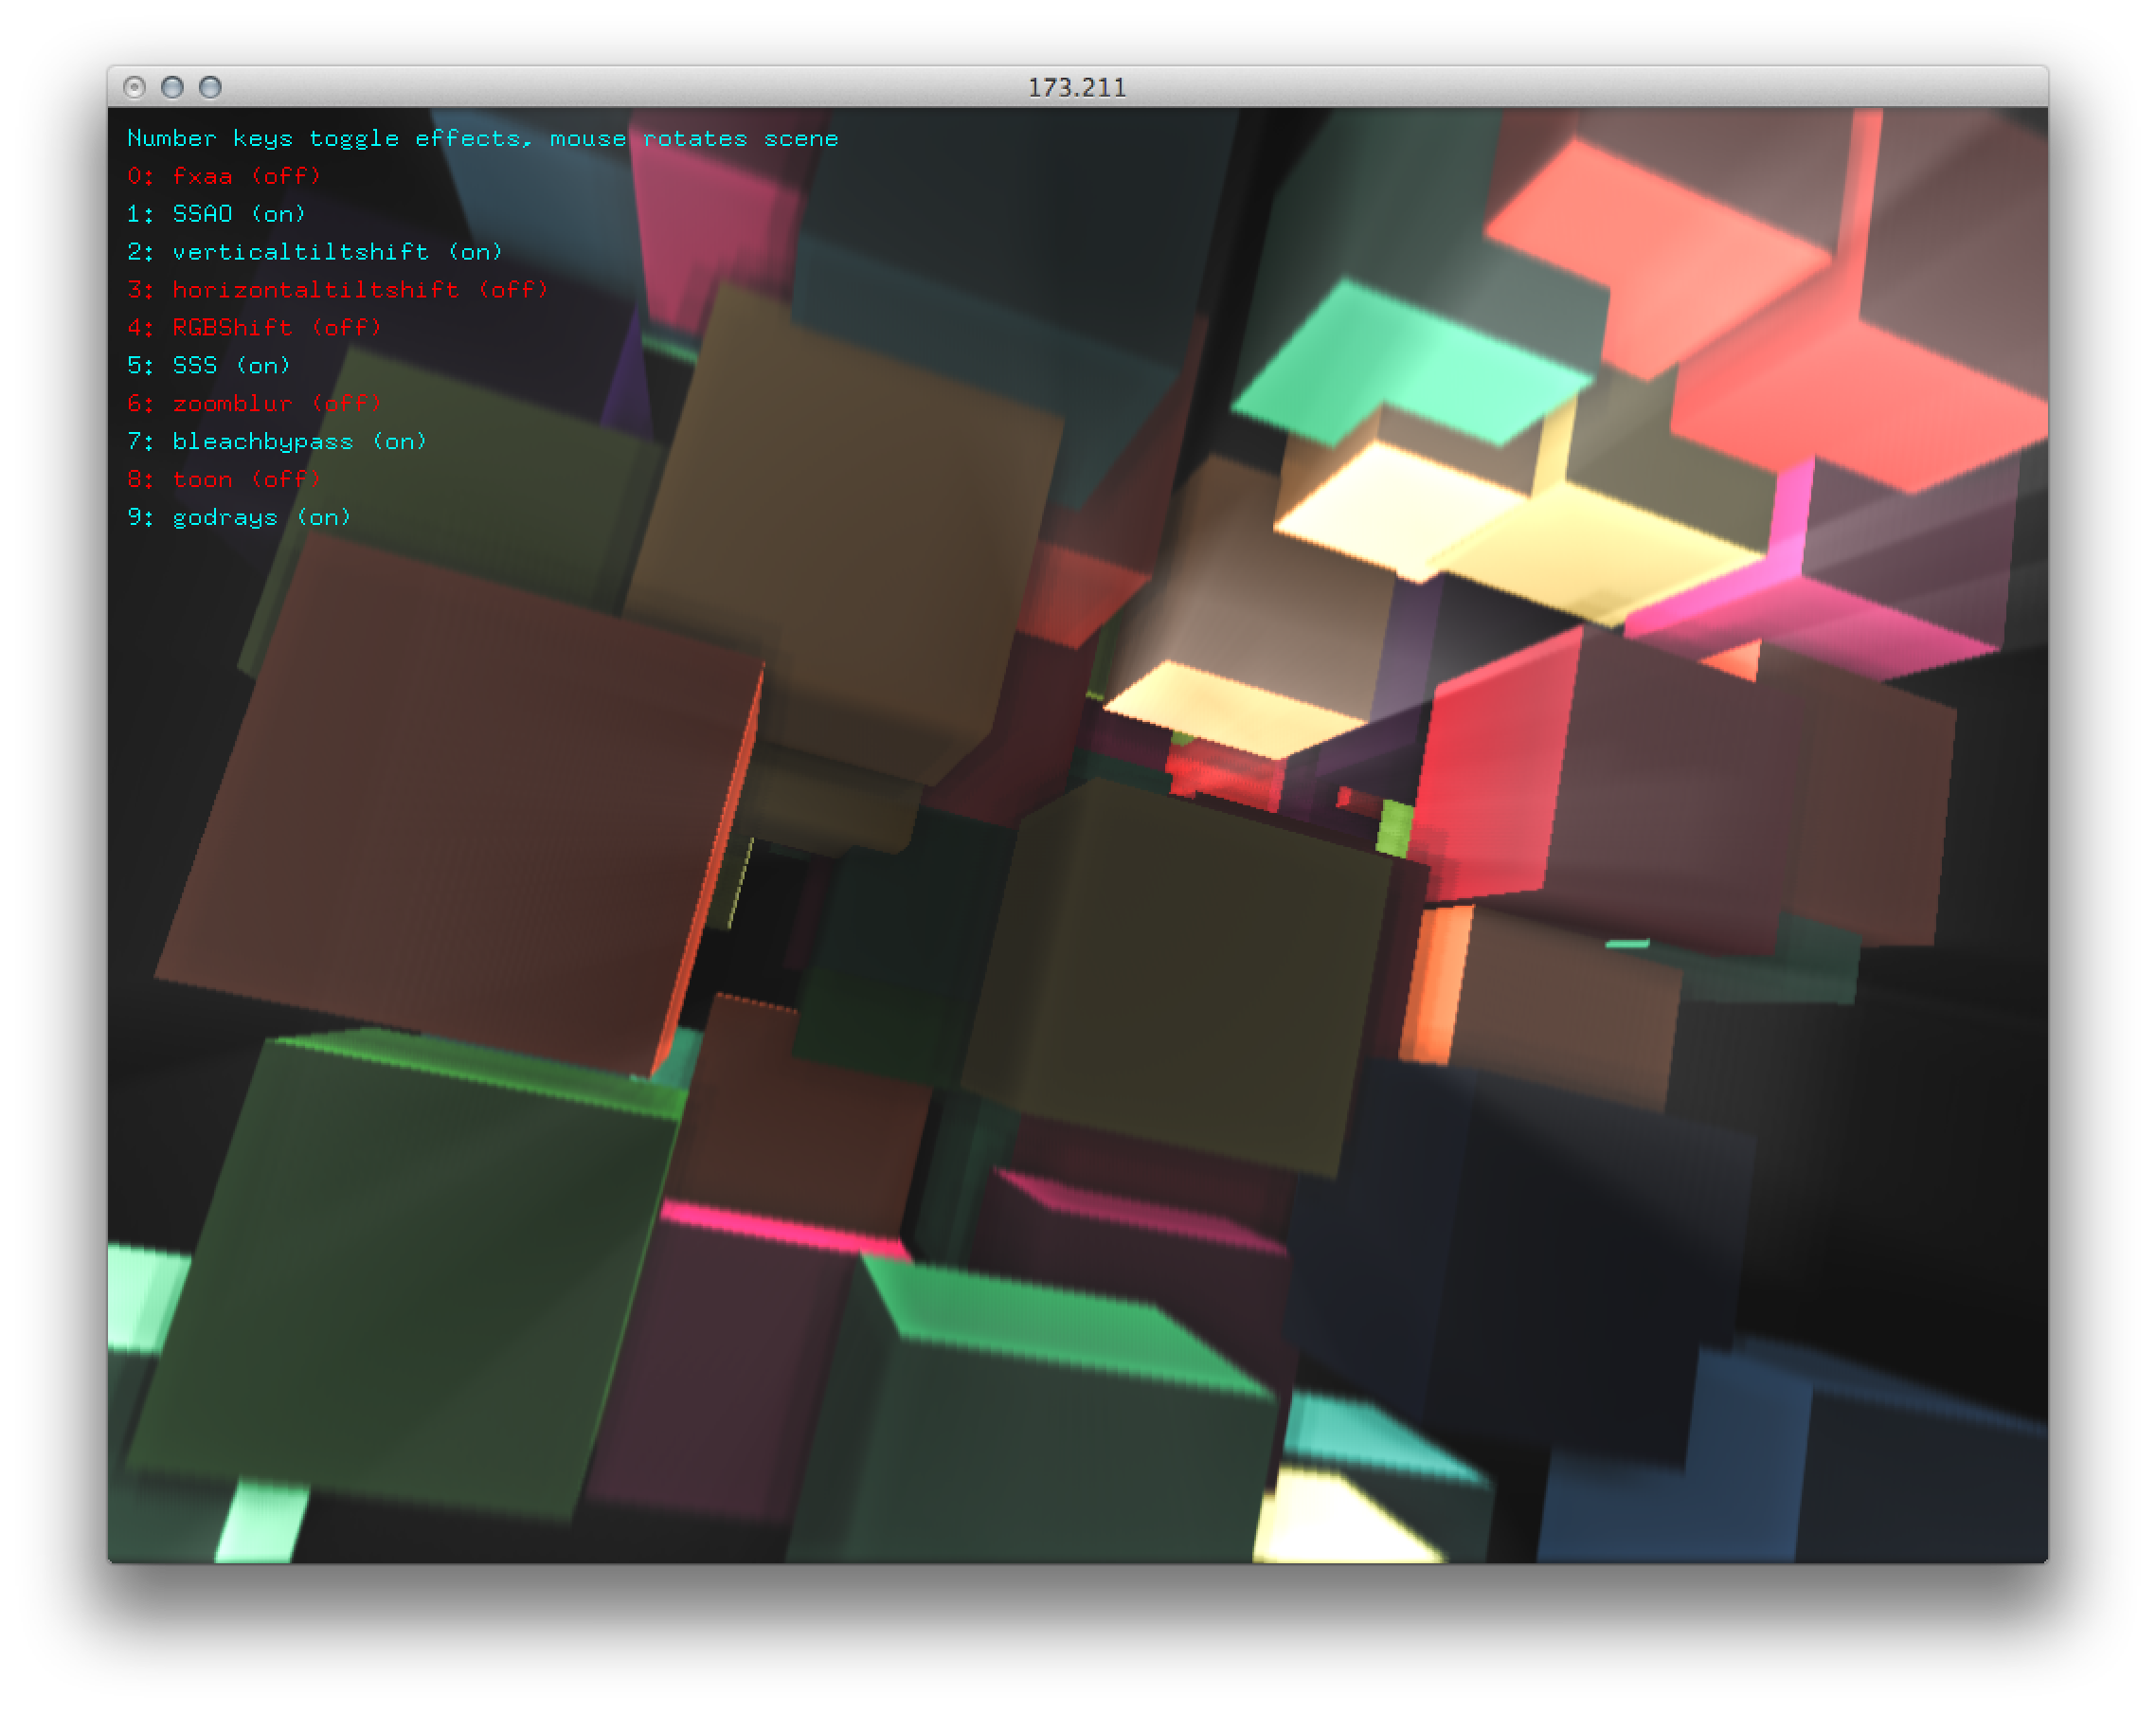 173.211
Number keys toggle effects, mouse rotates scene
0: fxaa (off)
1: SSAO (on)
2: verticaltiltshift (on)
3: horizontaltiltshift (off)
4: RGBShift (off)
5: SSS (on)
6: zoomblur (off)
7: bleachbypass (on)
8: toon (off)
9: godrays (on)